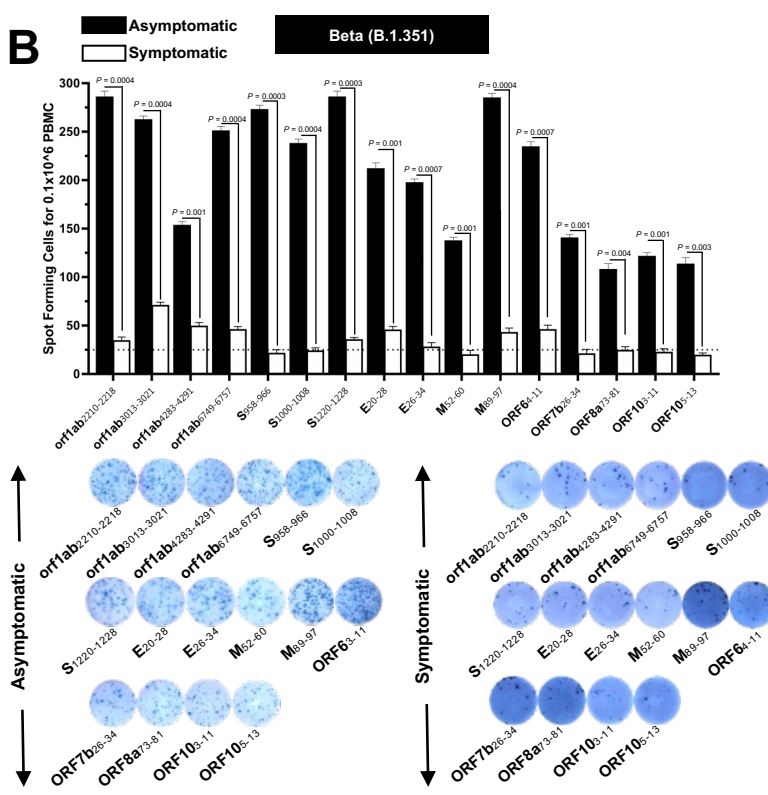 B
Asymptomatic
Symptomatic
Beta (B.1.351)
Spot Forming Cells for 0.1x10^6 PBMC
300
250
200
150
100
50
0
P = 0.0004
P = 0.0004
P = 0.001
P = 0.0004
P = 0.0003
P = 0.0004
P = 0.0003
P = 0.001
P = 0.0007
P = 0.001
P = 0.0004
P = 0.0007
P = 0.001
P = 0.004
P = 0.001
P = 0.003
orf1ab2210-2218
orf1ab3013-3021
orf1ab4283-4291
orf1ab6749-6757
S958-966
S1000-1008
S1220-1228
E20-28
E26-34
M52-60
M89-97
ORF64-11
ORF7b26-34
ORF8a73-81
ORF103-11
ORF105-13
Asymptomatic
orf1ab2210-2218
orf1ab3013-3021
orf1ab4283-4291
orf1ab6749-6757
S958-966
S1000-1008
S1220-1228
E20-28
E26-34
M52-60
M89-97
ORF63-11
ORF7b26-34
ORF8a73-81
ORF103-11
ORF105-13
Symptomatic
orf1ab2210-2218
orf1ab3013-3021
orf1ab4283-4291
orf1ab6749-6757
S958-966
S1000-1008
S1220-1228
E20-28
E26-34
M52-60
M89-97
ORF64-11
ORF7b26-34
ORF8a73-81
ORF103-11
ORF105-13